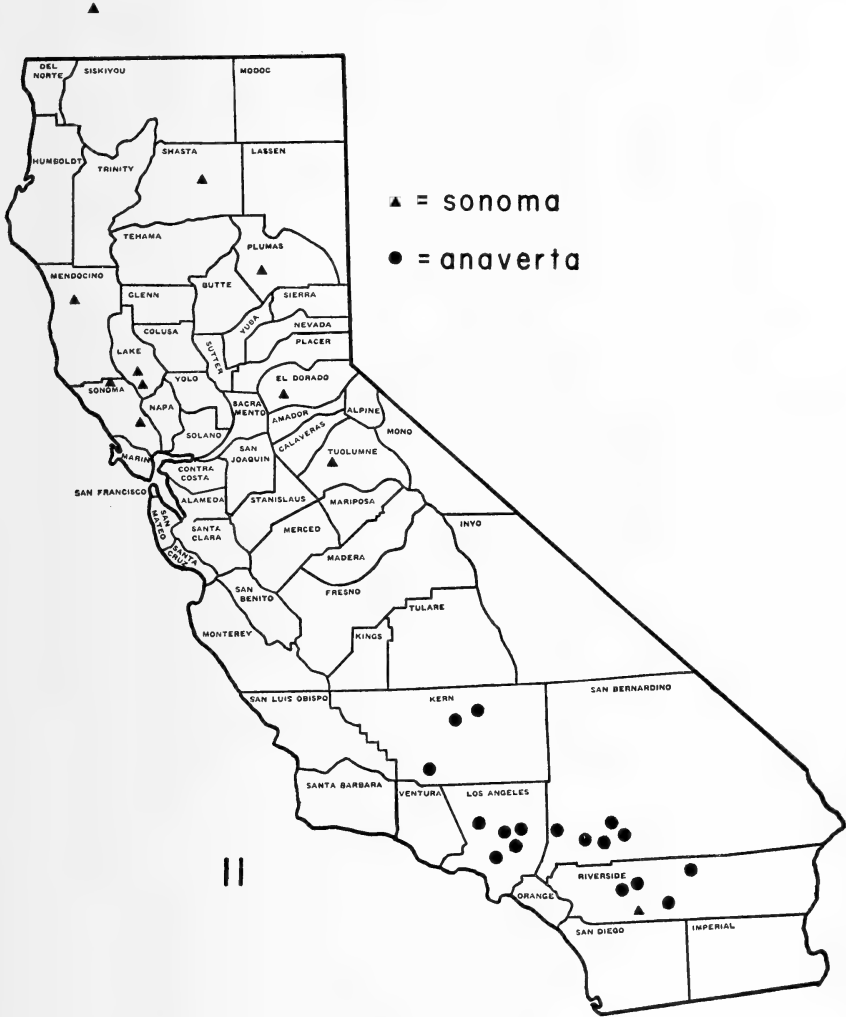 DEL
NORTE
SISKIYOU
MODOC
HUMBOLDT
TRINITY
SHASTA
LASSEN
= sonoma
= anaverta
TEHAMA
PLUMAS
MENDOCINO
GLENN
BUTTE
SIERRA
COLUSA
YUBA
NEVADA
PLACER
LAKE
SUTTER
YOLO
EL DORADO
SONOMA
NAPA
SACRA
MENTO
AMADOR
ALPINE
SOLANO
CALAVERAS
MONO
MARIN
SAN
JOAQUIN
TUOLUMNE
CONTRA
COSTA
SAN FRANCISCO
ALAMEDA
STANISLAUS
MARIPOSA
SAN
MATEO
SANTA
CLARA
MERCED
INYO
SANTA
CRUZ
MADERA
SAN
BENITO
FRESNO
TULARE
MONTEREY
KINGS
SAN LUIS OBISPO
KERN
SAN BERNARDINO
SANTA BARBARA
VENTURA
LOS ANGELES
II
RIVERSIDE
ORANGE
SAN DIEGO
IMPERIAL